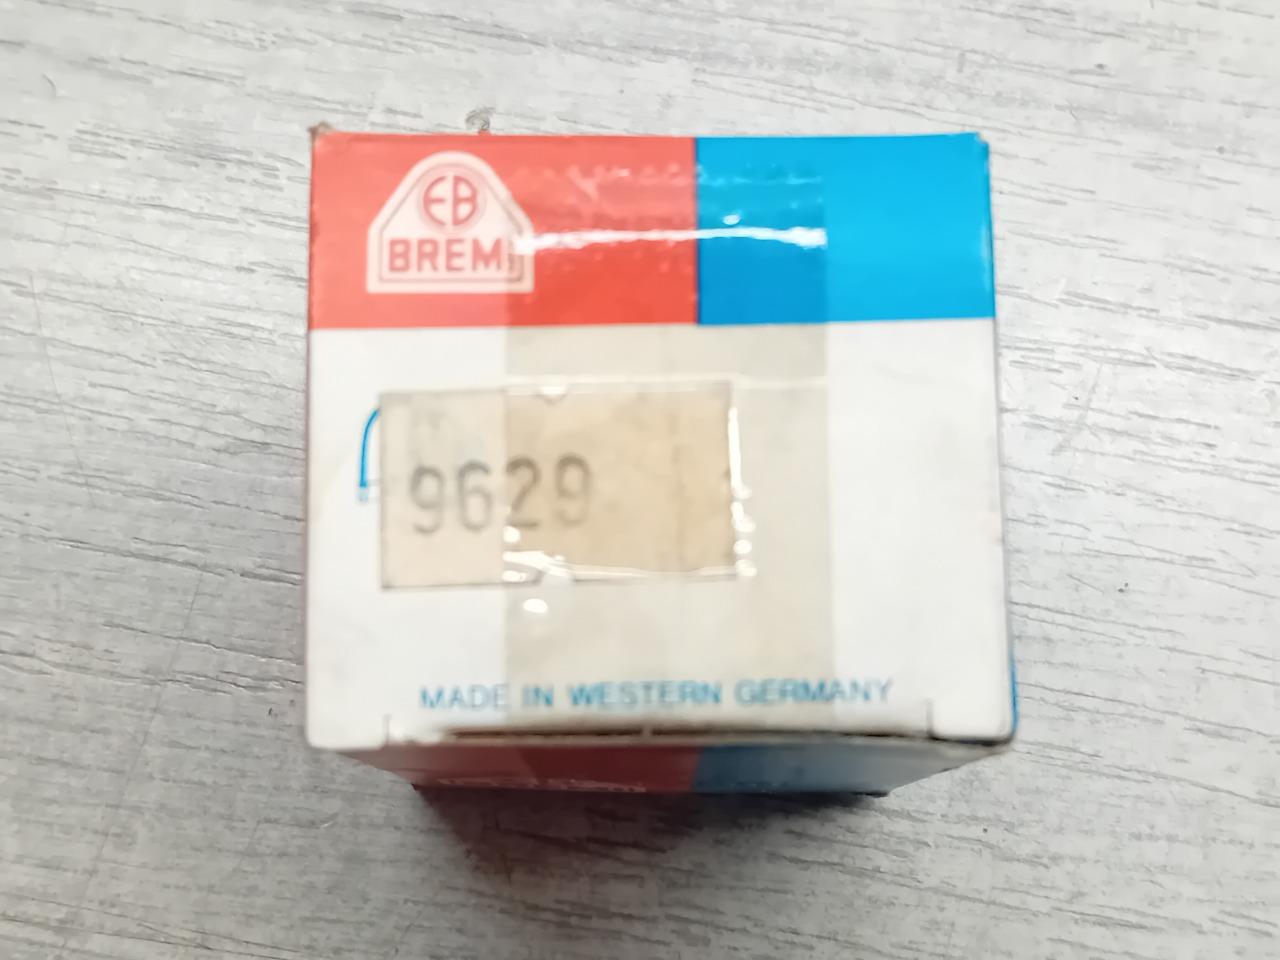 EB
BREMI
9629
MADE IN WESTERN GERMANY